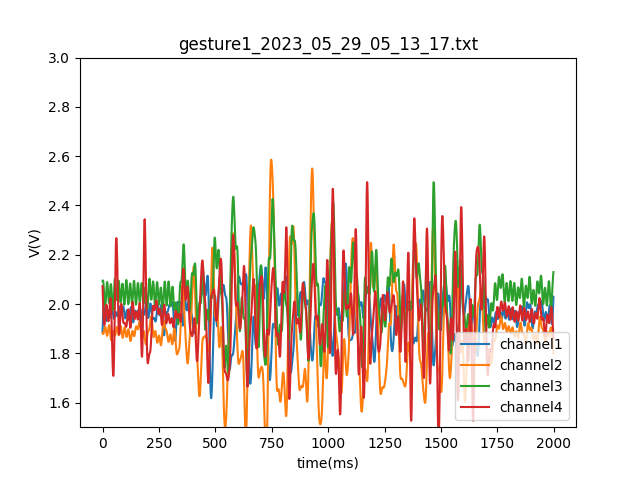 gesture1_2023_05_29_05_13_17.txt
3.0
2.8
2.6
2.4
2.2
2.0
1.8
1.6
V(V)
channel1
channel2
channel3
channel4
0 250 500 750 1000 1250 1500 1750 2000
time(ms)